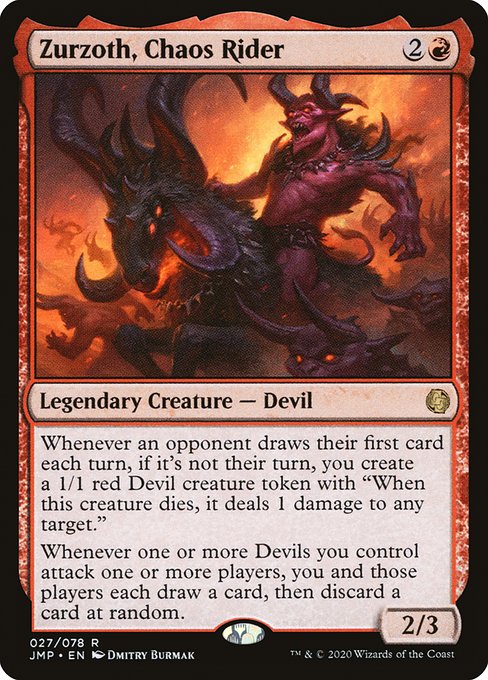 Zurzoth, Chaos Rider 2
Legendary Creature — Devil
Whenever an opponent draws their first card
each turn, if it's not their turn, you create
a 1/1 red Devil creature token with “When
this creature dies, it deals 1 damage to any
target.”
Whenever one or more Devils you control
attack one or more players, you and those
players each draw a card, then discard a
card at random.
2/3
027/078 R
JMP • EN Dmitry Burmak
™ & © 2020 Wizards of the Coast